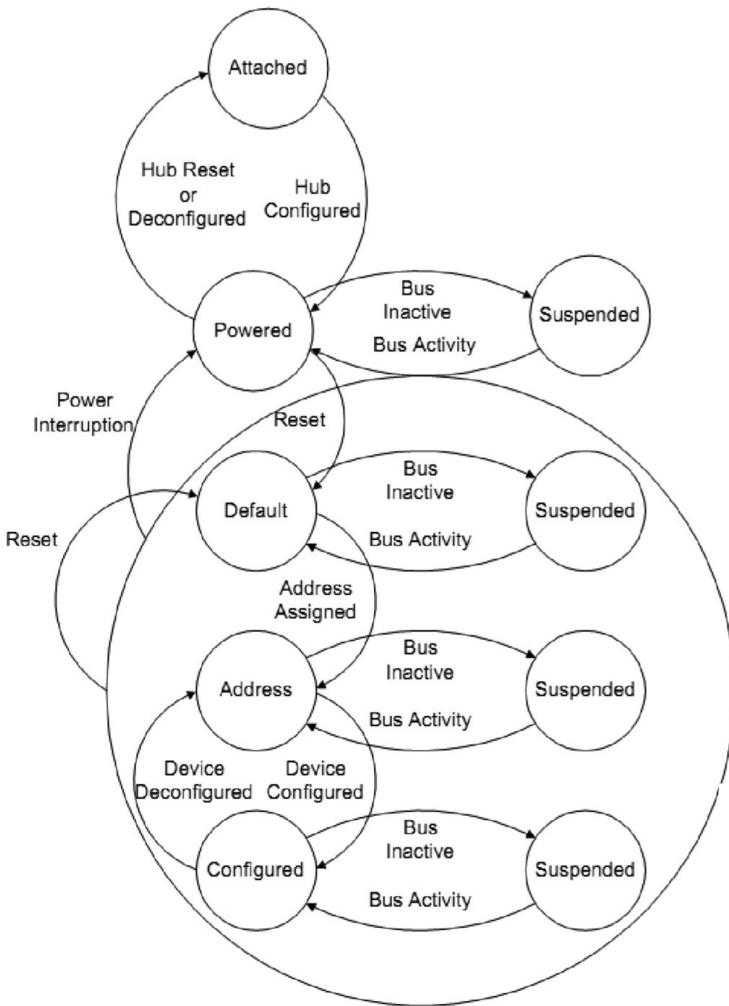 Attached
Hub Reset
or
Deconfigured
Hub
Configured
Powered
Bus
Inactive
Bus Activity
Suspended
Power
Interruption
Reset
Reset
Default
Bus
Inactive
Bus Activity
Suspended
Address
Assigned
Address
Bus
Inactive
Bus Activity
Suspended
Device
Deconfigured
Device
Configured
Configured
Bus
Inactive
Bus Activity
Suspended